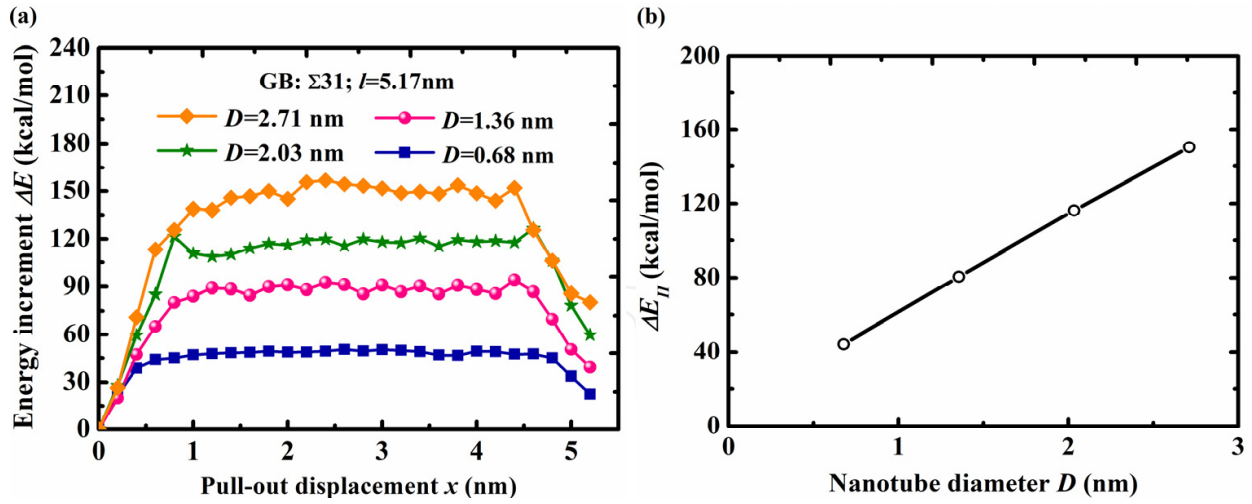 (a)
240
210
180
150
120
90
60
30
0
Energy increment ΔE (kcal/mol)
GB: Σ31; l=5.17nm
D=2.71 nm
D=1.36 nm
D=2.03 nm
D=0.68 nm
0 1 2 3 4 5
Pull-out displacement x (nm)
(b)
200
160
120
80
40
0
ΔE_II (kcal/mol)
0 1 2 3
Nanotube diameter D (nm)